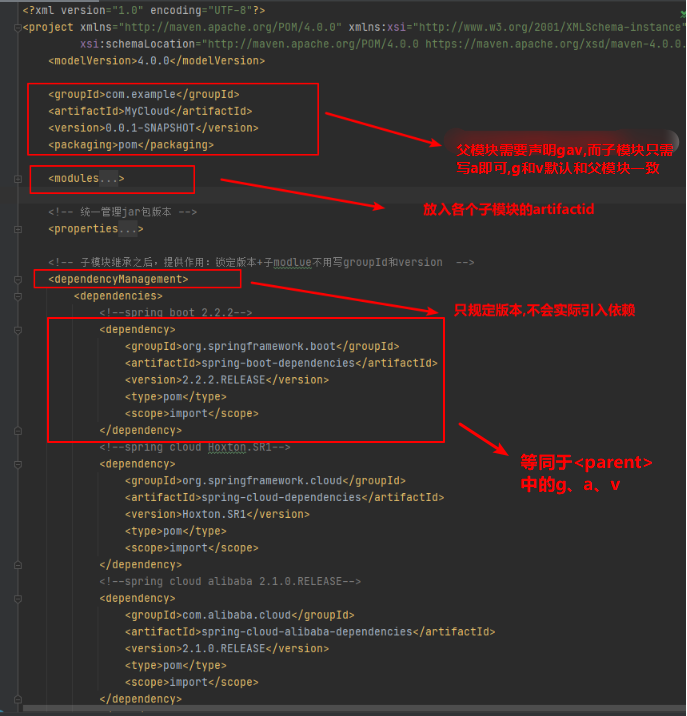 <?xml version="1.0" encoding="UTF-8"?>
<project xmlns="http://maven.apache.org/POM/4.0.0" xmlns:xsi="http://www.w3.org/2001/XMLSchema-instance"
xsi:schemaLocation="http://maven.apache.org/POM/4.0.0 https://maven.apache.org/xsd/maven-4.0.0.
<modelVersion>4.0.0</modelVersion>
<groupId>com.example</groupId>
<artifactId>MyCloud</artifactId>
<version>0.0.1-SNAPSHOT</version>
<packaging>pom</packaging>
父模块需要声明gav,而子模块只需
写a即可,g和v默认和父模块一致
<modules...>
放入各个子模块的artifactid
<!-- 统一管理jar包版本 -->
<properties...>
<!-- 子模块继承之后，提供作用：锁定版本+子modlue不用写groupId和version  -->
<dependencyManagement>
<dependencies>
只规定版本,不会实际引入依赖
<!--spring boot 2.2.2-->
<dependency>
<groupId>org.springframework.boot</groupId>
<artifactId>spring-boot-dependencies</artifactId>
<version>2.2.2.RELEASE</version>
<type>pom</type>
<scope>import</scope>
</dependency>
等同于<parent>
中的g、a、v
<!--spring cloud Hoxton.SR1-->
<dependency>
<groupId>org.springframework.cloud</groupId>
<artifactId>spring-cloud-dependencies</artifactId>
<version>Hoxton.SR1</version>
<type>pom</type>
<scope>import</scope>
</dependency>
<!--spring cloud alibaba 2.1.0.RELEASE-->
<dependency>
<groupId>com.alibaba.cloud</groupId>
<artifactId>spring-cloud-alibaba-dependencies</artifactId>
<version>2.1.0.RELEASE</version>
<type>pom</type>
<scope>import</scope>
</dependency>